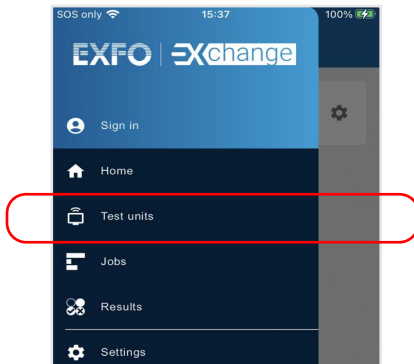 SOS only 15:37 100%
EXFO | EXchange
Sign in
Home
Test units
Jobs
Results
Settings